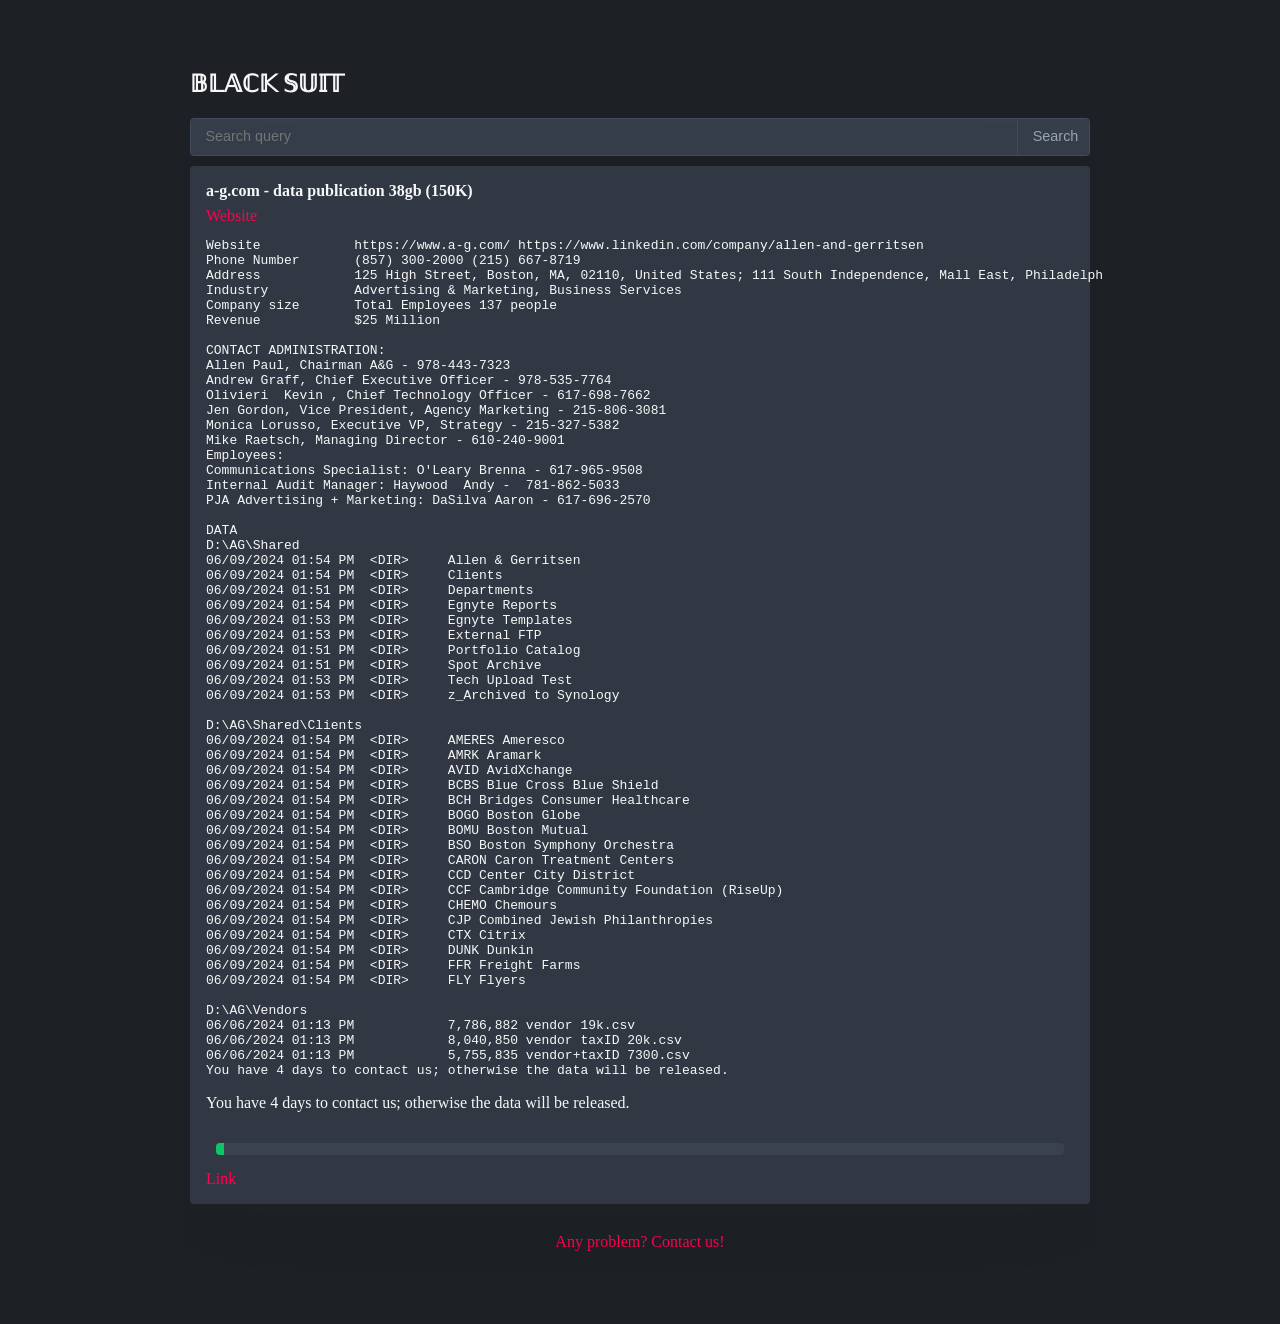 𝔹𝕃𝔸ℂ𝕂 𝕊𝕌𝕀𝕋
Search query
Search
a-g.com - data publication 38gb (150K)
Website
Website            https://www.a-g.com/ https://www.linkedin.com/company/allen-and-gerritsen
Phone Number       (857) 300-2000 (215) 667-8719
Address            125 High Street, Boston, MA, 02110, United States; 111 South Independence, Mall East, Philadelph
Industry           Advertising & Marketing, Business Services
Company size       Total Employees 137 people
Revenue            $25 Million
CONTACT ADMINISTRATION:
Allen Paul, Chairman A&G - 978-443-7323
Andrew Graff, Chief Executive Officer - 978-535-7764
Olivieri  Kevin , Chief Technology Officer - 617-698-7662
Jen Gordon, Vice President, Agency Marketing - 215-806-3081
Monica Lorusso, Executive VP, Strategy - 215-327-5382
Mike Raetsch, Managing Director - 610-240-9001
Employees:
Communications Specialist: O'Leary Brenna - 617-965-9508
Internal Audit Manager: Haywood  Andy -  781-862-5033
PJA Advertising + Marketing: DaSilva Aaron - 617-696-2570
DATA
D:\AG\Shared
06/09/2024 01:54 PM  <DIR>     Allen & Gerritsen
06/09/2024 01:54 PM  <DIR>     Clients
06/09/2024 01:51 PM  <DIR>     Departments
06/09/2024 01:54 PM  <DIR>     Egnyte Reports
06/09/2024 01:53 PM  <DIR>     Egnyte Templates
06/09/2024 01:53 PM  <DIR>     External FTP
06/09/2024 01:51 PM  <DIR>     Portfolio Catalog
06/09/2024 01:51 PM  <DIR>     Spot Archive
06/09/2024 01:53 PM  <DIR>     Tech Upload Test
06/09/2024 01:53 PM  <DIR>     z_Archived to Synology
D:\AG\Shared\Clients
06/09/2024 01:54 PM  <DIR>     AMERES Ameresco
06/09/2024 01:54 PM  <DIR>     AMRK Aramark
06/09/2024 01:54 PM  <DIR>     AVID AvidXchange
06/09/2024 01:54 PM  <DIR>     BCBS Blue Cross Blue Shield
06/09/2024 01:54 PM  <DIR>     BCH Bridges Consumer Healthcare
06/09/2024 01:54 PM  <DIR>     BOGO Boston Globe
06/09/2024 01:54 PM  <DIR>     BOMU Boston Mutual
06/09/2024 01:54 PM  <DIR>     BSO Boston Symphony Orchestra
06/09/2024 01:54 PM  <DIR>     CARON Caron Treatment Centers
06/09/2024 01:54 PM  <DIR>     CCD Center City District
06/09/2024 01:54 PM  <DIR>     CCF Cambridge Community Foundation (RiseUp)
06/09/2024 01:54 PM  <DIR>     CHEMO Chemours
06/09/2024 01:54 PM  <DIR>     CJP Combined Jewish Philanthropies
06/09/2024 01:54 PM  <DIR>     CTX Citrix
06/09/2024 01:54 PM  <DIR>     DUNK Dunkin
06/09/2024 01:54 PM  <DIR>     FFR Freight Farms
06/09/2024 01:54 PM  <DIR>     FLY Flyers
D:\AG\Vendors
06/06/2024 01:13 PM            7,786,882 vendor 19k.csv
06/06/2024 01:13 PM            8,040,850 vendor taxID 20k.csv
06/06/2024 01:13 PM            5,755,835 vendor+taxID 7300.csv
You have 4 days to contact us; otherwise the data will be released.
You have 4 days to contact us; otherwise the data will be released.
Link
Any problem? Contact us!